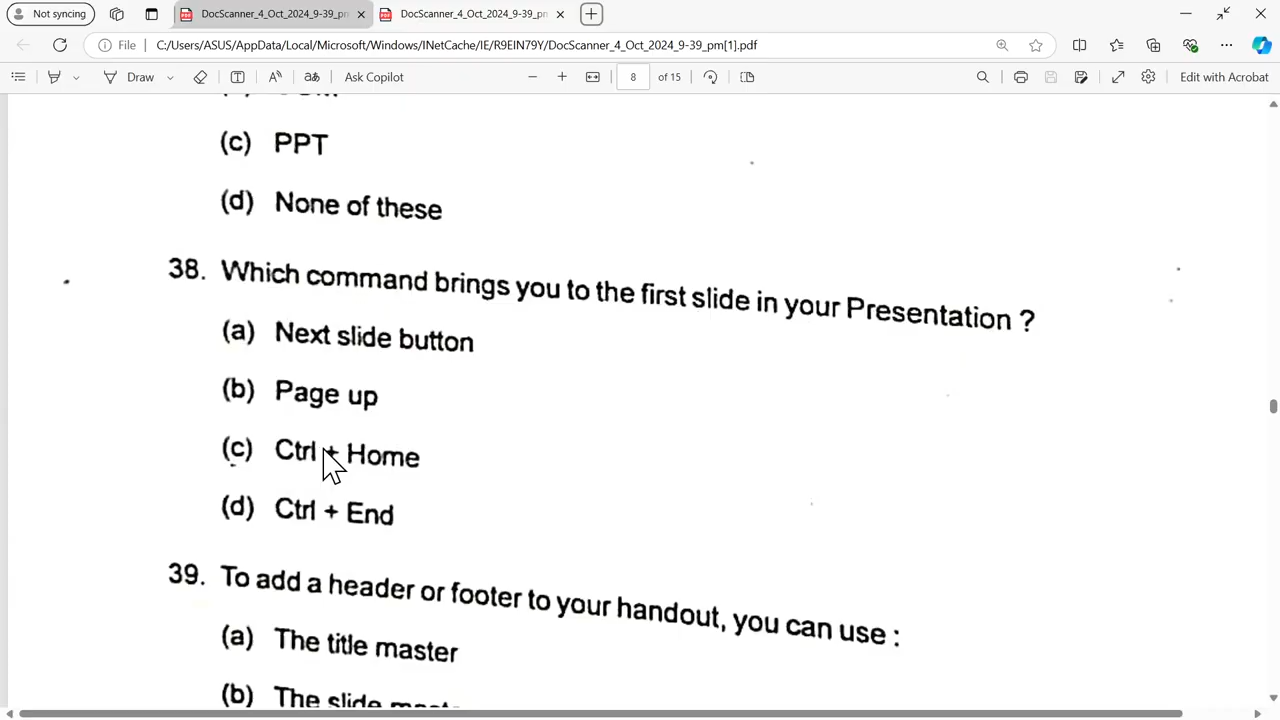 Not syncing
DocScanner_4_Oct_2024_9-39_pm
DocScanner_4_Oct_2024_9-39_pm
File
C:/Users/ASUS/AppData/Local/Microsoft/Windows/INetCache/IE/R9EIN79Y/DocScanner_4_Oct_2024_9-39_pm[1].pdf
Draw
Ask Copilot
8 of 15
Edit with Acrobat
(c) PPT
(d) None of these
38. Which command brings you to the first slide in your Presentation ?
(a) Next slide button
(b) Page up
(c) Ctrl + Home
(d) Ctrl + End
39. To add a header or footer to your handout, you can use :
(a) The title master
(b) The slide